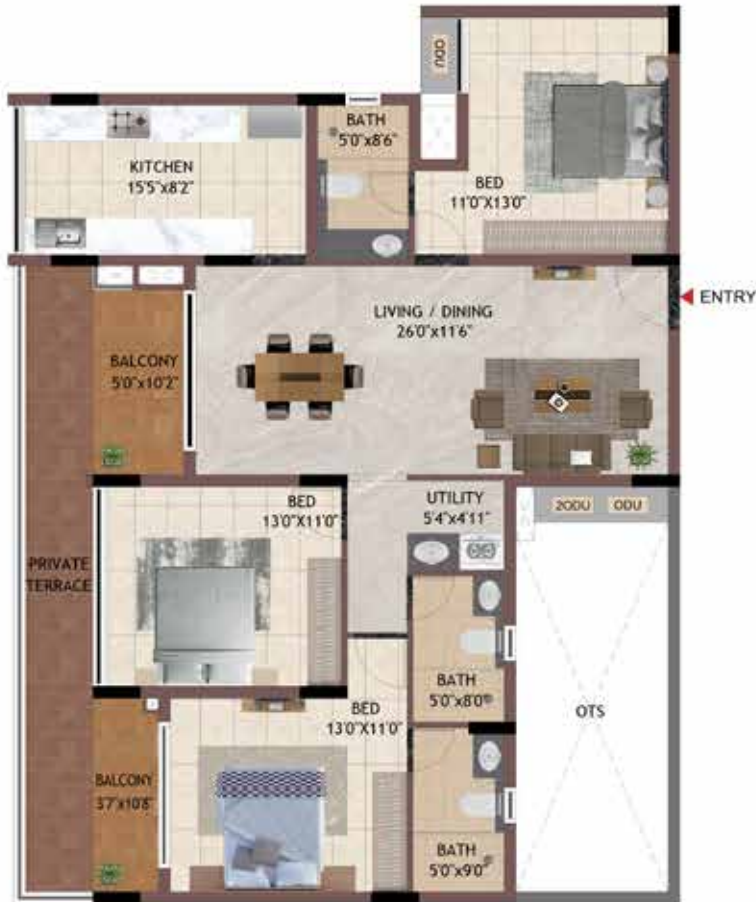 ODU
BATH
5'0"x8'6"
KITCHEN
15'5"x8'2"
BED
11'0"X13'0"
ENTRY
LIVING / DINING
26'0"x11'6"
BALCONY
5'0"x10'2"
BED
13'0"X11'0"
UTILITY
5'4"x4'11"
2ODU
ODU
PRIVATE
TERRACE
BATH
5'0"x8'0"
BED
13'0"X11'0"
OTS
BALCONY
3'7"x10'8"
BATH
5'0"x9'0"